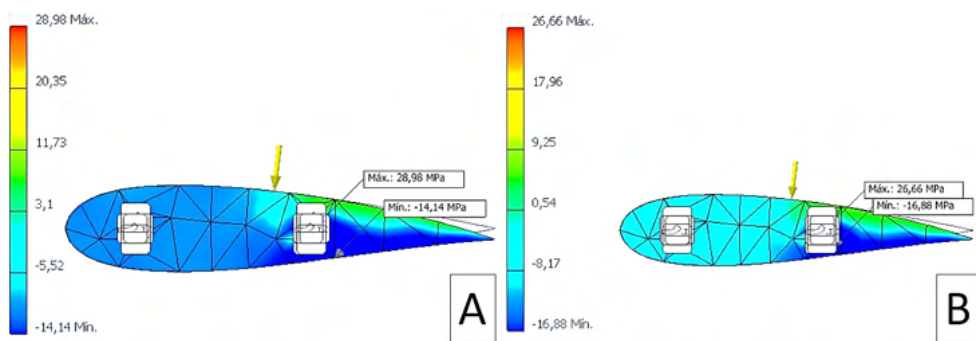 28,98 Máx.
20,35
11,73
3,1
-5,52
-14,14 Mín.
Máx.: 28,98 MPa
Mín.: -14,14 MPa
A
26,66 Máx.
17,96
9,25
0,54
-8,17
-16,88 Mín.
Máx.: 26,66 MPa
Mín.: -16,88 MPa
B